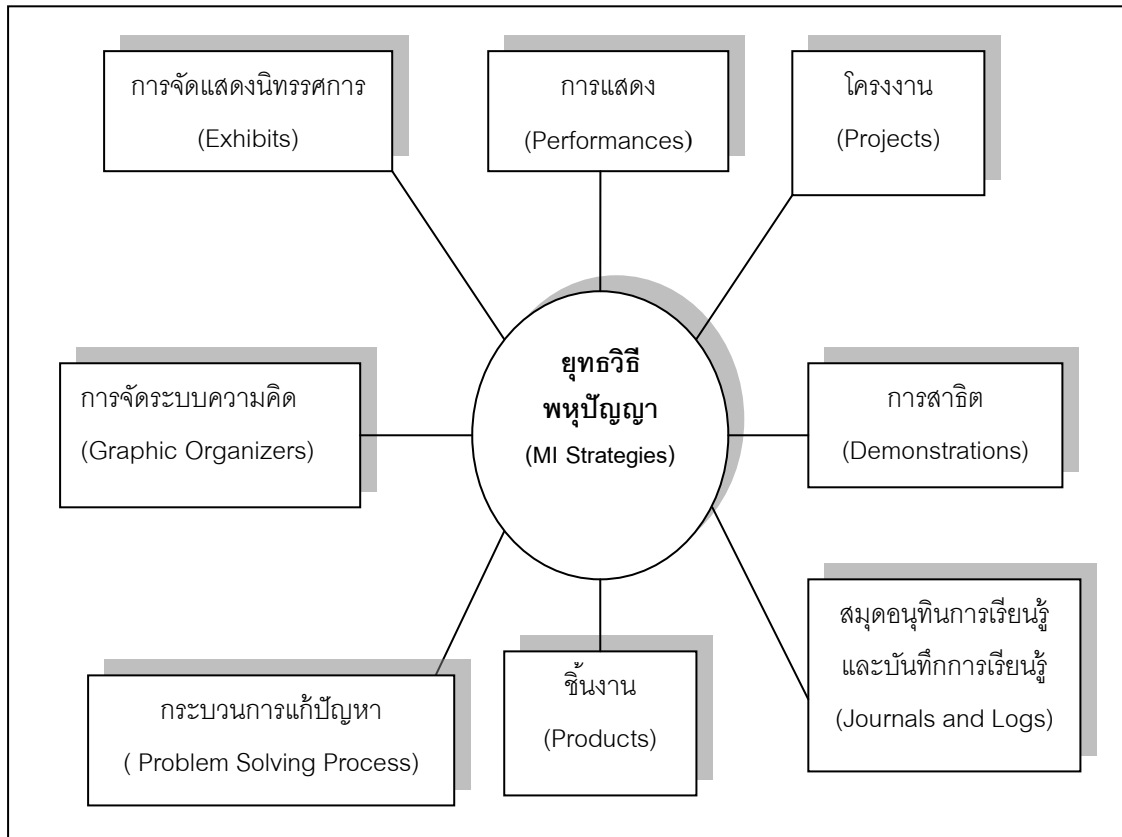 การจัดแสดงนิทรรศการ
(Exhibits)
การแสดง
(Performances)
โครงงาน
(Projects)
ยุทธวิธี
พหุปัญญา
(MI Strategies)
การจัดระบบความคิด
(Graphic Organizers)
การสาธิต
(Demonstrations)
กระบวนการแก้ปัญหา
( Problem Solving Process)
ชิ้นงาน
(Products)
สมุดอนุทินการเรียนรู้
และบันทึกการเรียนรู้
(Journals and Logs)